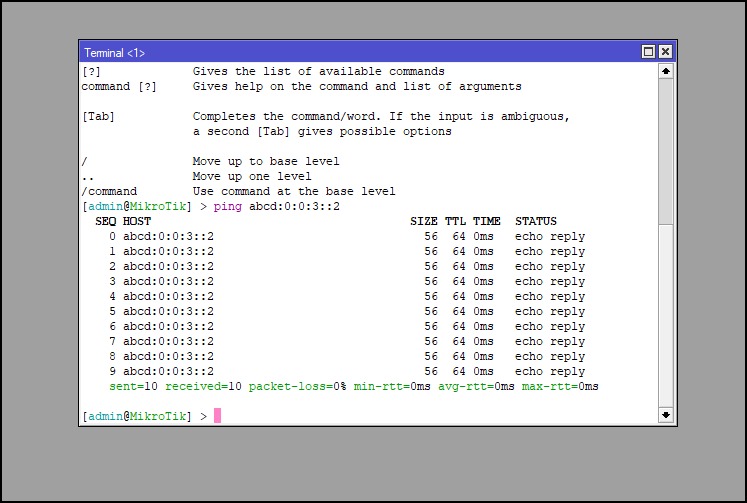 Terminal <1>
[?]             Gives the list of available commands
command [?]     Gives help on the command and list of arguments
[Tab]           Completes the command/word. If the input is ambiguous,
                a second [Tab] gives possible options
/               Move up to base level
..              Move up one level
/command        Use command at the base level
[admin@MikroTik] > ping abcd:0:0:3::2
  SEQ HOST                                     SIZE TTL TIME  STATUS
    0 abcd:0:0:3::2                              56  64 0ms   echo reply
    1 abcd:0:0:3::2                              56  64 0ms   echo reply
    2 abcd:0:0:3::2                              56  64 0ms   echo reply
    3 abcd:0:0:3::2                              56  64 0ms   echo reply
    4 abcd:0:0:3::2                              56  64 0ms   echo reply
    5 abcd:0:0:3::2                              56  64 0ms   echo reply
    6 abcd:0:0:3::2                              56  64 0ms   echo reply
    7 abcd:0:0:3::2                              56  64 0ms   echo reply
    8 abcd:0:0:3::2                              56  64 0ms   echo reply
    9 abcd:0:0:3::2                              56  64 0ms   echo reply
    sent=10 received=10 packet-loss=0% min-rtt=0ms avg-rtt=0ms max-rtt=0ms
[admin@MikroTik] >